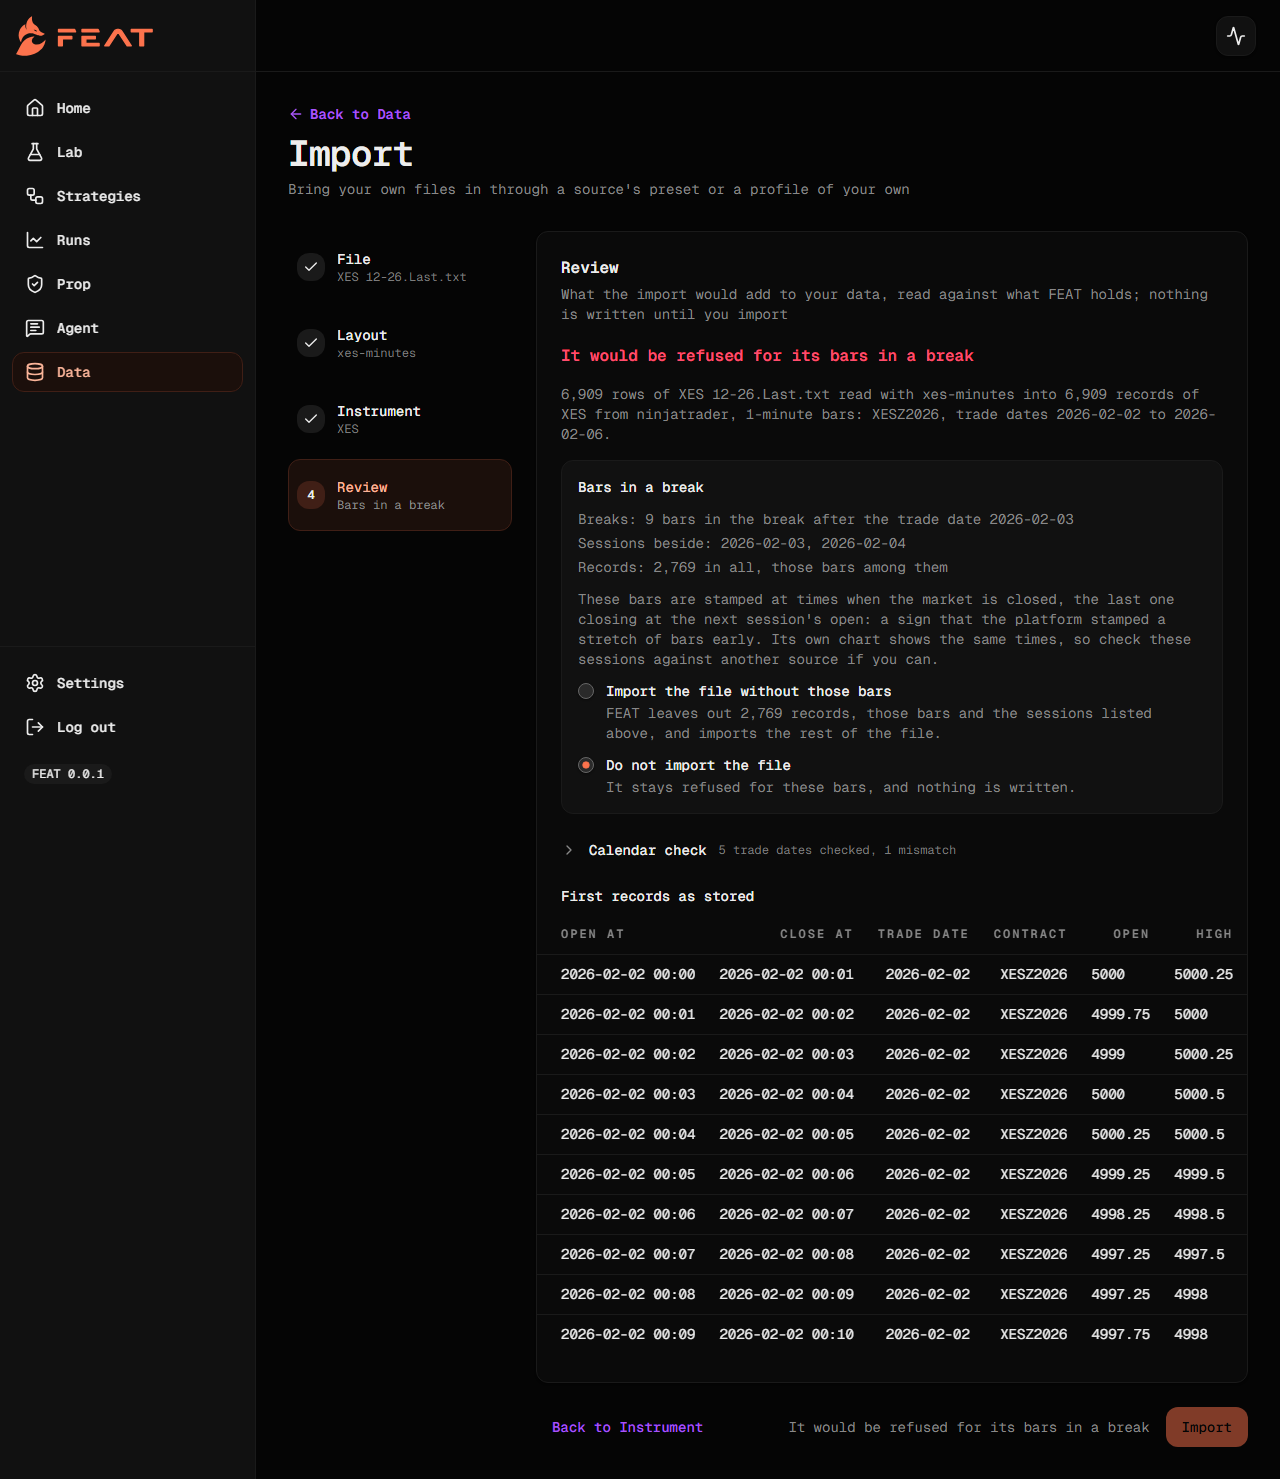 FEAT
Home
Lab
Strategies
Runs
Prop
Agent
Data
Settings
Log out
FEAT 0.0.1
Back to Data
Import
Bring your own files in through a source's preset or a profile of your own
File
XES 12-26.Last.txt
Layout
xes-minutes
Instrument
XES
4
Review
Bars in a break
Review
What the import would add to your data, read against what FEAT holds; nothing
is written until you import
It would be refused for its bars in a break
6,909 rows of XES 12-26.Last.txt read with xes-minutes into 6,909 records of
XES from ninjatrader, 1-minute bars: XESZ2026, trade dates 2026-02-02 to 2026-
02-06.
Bars in a break
Breaks: 9 bars in the break after the trade date 2026-02-03
Sessions beside: 2026-02-03, 2026-02-04
Records: 2,769 in all, those bars among them
These bars are stamped at times when the market is closed, the last one
closing at the next session's open: a sign that the platform stamped a
stretch of bars early. Its own chart shows the same times, so check these
sessions against another source if you can.
Import the file without those bars
FEAT leaves out 2,769 records, those bars and the sessions listed
above, and imports the rest of the file.
Do not import the file
It stays refused for these bars, and nothing is written.
Calendar check 5 trade dates checked, 1 mismatch
First records as stored
OPEN AT CLOSE AT TRADE DATE CONTRACT OPEN HIGH
2026-02-02 00:00 2026-02-02 00:01 2026-02-02 XESZ2026 5000 5000.25
2026-02-02 00:01 2026-02-02 00:02 2026-02-02 XESZ2026 4999.75 5000
2026-02-02 00:02 2026-02-02 00:03 2026-02-02 XESZ2026 4999 5000.25
2026-02-02 00:03 2026-02-02 00:04 2026-02-02 XESZ2026 5000 5000.5
2026-02-02 00:04 2026-02-02 00:05 2026-02-02 XESZ2026 5000.25 5000.5
2026-02-02 00:05 2026-02-02 00:06 2026-02-02 XESZ2026 4999.25 4999.5
2026-02-02 00:06 2026-02-02 00:07 2026-02-02 XESZ2026 4998.25 4998.5
2026-02-02 00:07 2026-02-02 00:08 2026-02-02 XESZ2026 4997.25 4997.5
2026-02-02 00:08 2026-02-02 00:09 2026-02-02 XESZ2026 4997.25 4998
2026-02-02 00:09 2026-02-02 00:10 2026-02-02 XESZ2026 4997.75 4998
Back to Instrument
It would be refused for its bars in a break
Import